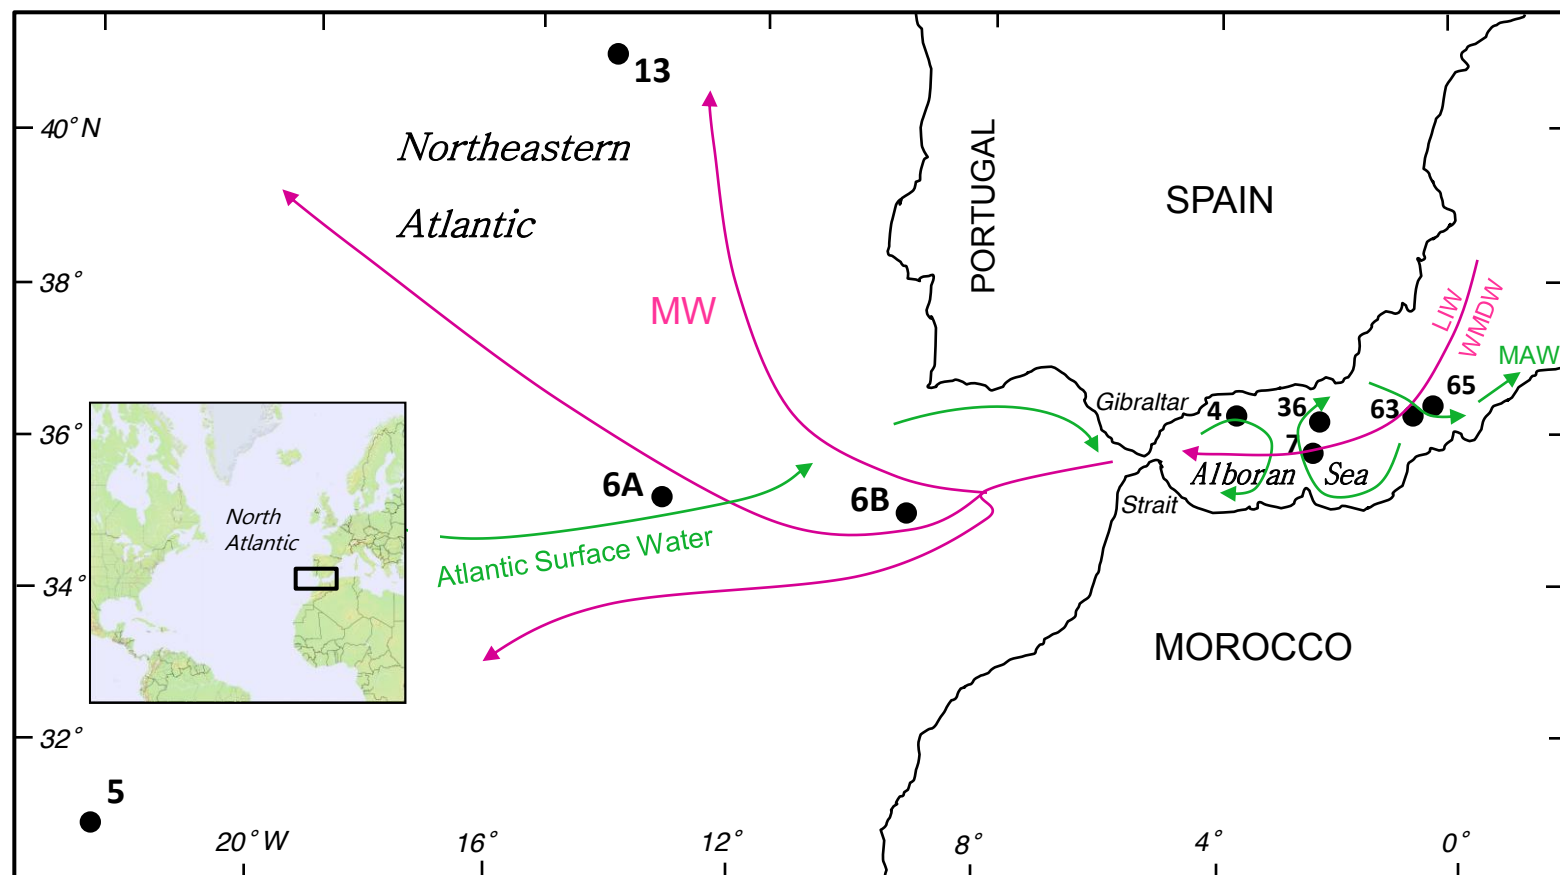 13
40° N
Northeastern
Atlantic
PORTUGAL
SPAIN
38°
MW
LIW
WMDW
MAW
Gibraltar
4
36
63
65
36°
7
6A
6B
Alboran Sea
Strait
North
Atlantic
Atlantic Surface Water
34°
MOROCCO
32°
5
20° W
16°
12°
8°
4°
0°